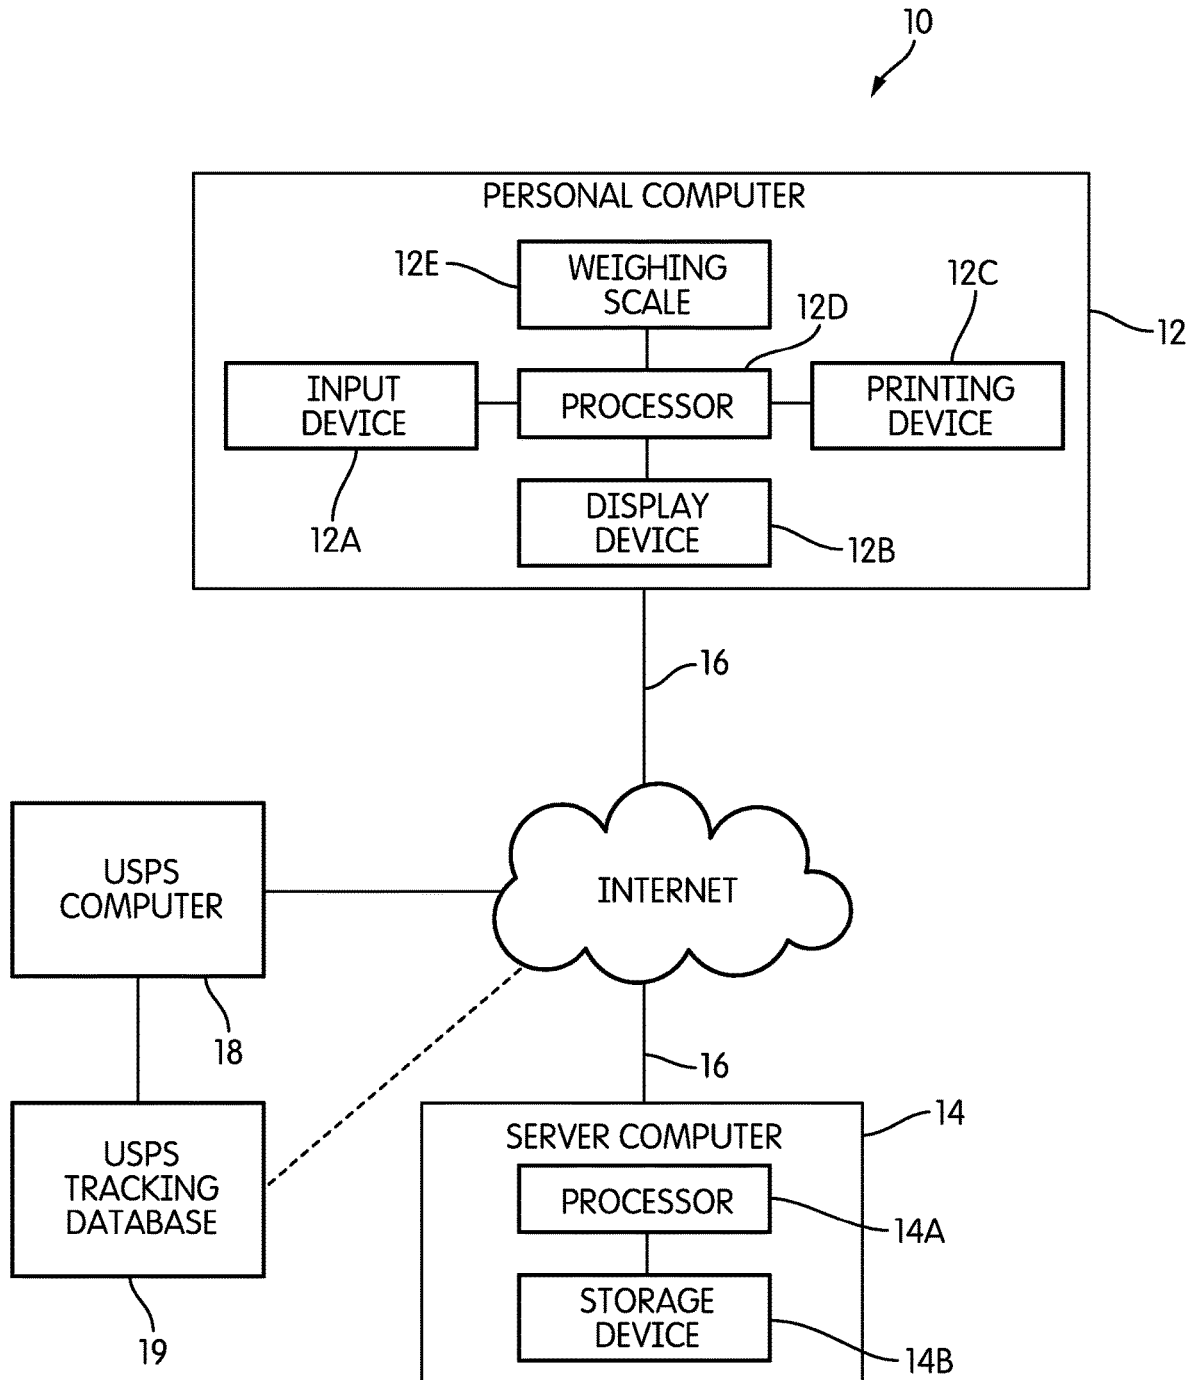 10
PERSONAL COMPUTER
12E
WEIGHING
SCALE
12D
12C
12
INPUT
DEVICE
PROCESSOR
PRINTING
DEVICE
12A
DISPLAY
DEVICE
12B
16
USPS
COMPUTER
INTERNET
18
16
USPS
TRACKING
DATABASE
SERVER COMPUTER
14
PROCESSOR
14A
STORAGE
DEVICE
19
14B